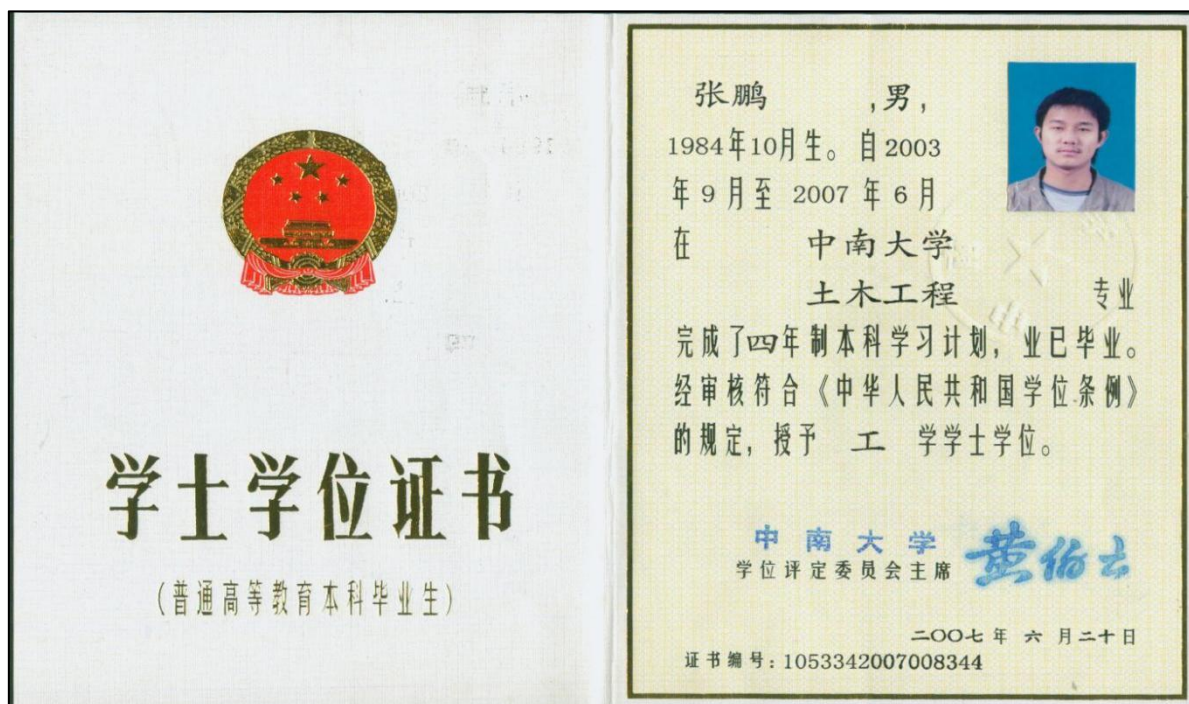 学士学位证书
(普通高等教育本科毕业生)
张鹏 ,男,
1984年10月生。自2003
年9月至 2007 年 6月
在 中南大学
土木工程 专业
完成了四年制本科学习计划，业已毕业。
经审核符合《中华人民共和国学位条例》
的规定，授予 工 学学士学位。
中南大学
学位评定委员会主席 黄伯云
二〇〇七年 六月二十日
证书编号：1053342007008344